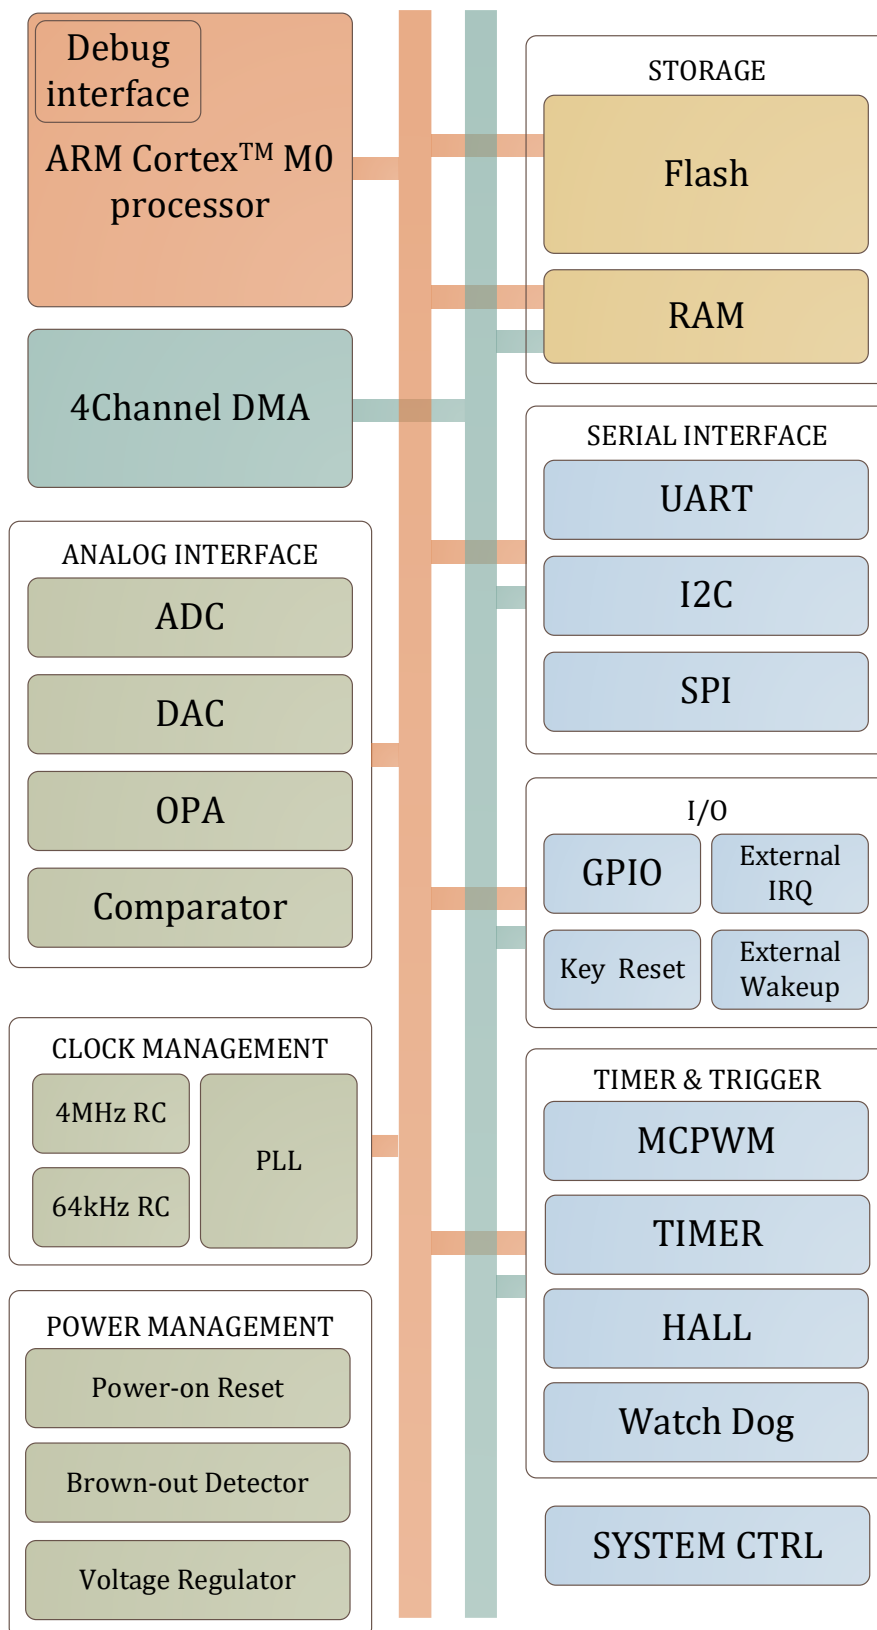 Debug
interface
ARM Cortex™ M0
processor
4Channel DMA
ANALOG INTERFACE
ADC
DAC
OPA
Comparator
CLOCK MANAGEMENT
4MHz RC
64kHz RC
PLL
POWER MANAGEMENT
Power-on Reset
Brown-out Detector
Voltage Regulator
STORAGE
Flash
RAM
SERIAL INTERFACE
UART
I2C
SPI
I/O
GPIO
External
IRQ
Key Reset
External
Wakeup
TIMER & TRIGGER
MCPWM
TIMER
HALL
Watch Dog
SYSTEM CTRL